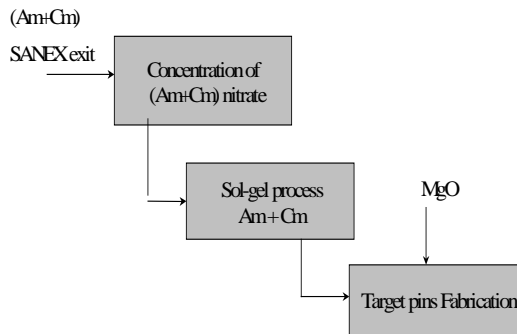 (Am+Cm)
SANEX exit
Concentration of
(Am+Cm) nitrate
Sol-gel process
Am + Cm
MgO
Target pins Fabrication